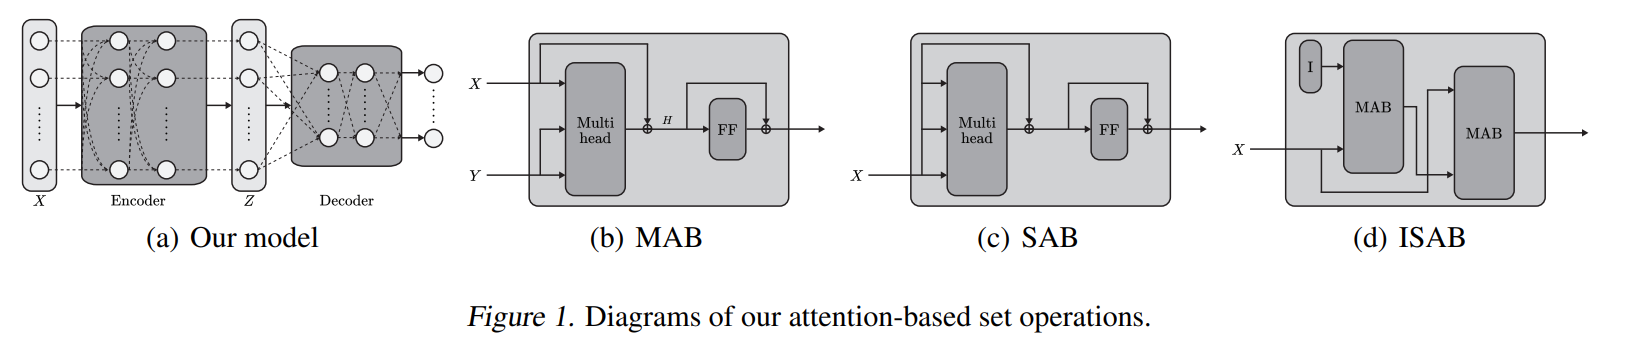 X
Encoder
Z
Decoder
(a) Our model
X
Y
Multi
head
H
FF
(b) MAB
X
Multi
head
FF
(c) SAB
X
I
MAB
MAB
(d) ISAB
Figure 1. Diagrams of our attention-based set operations.